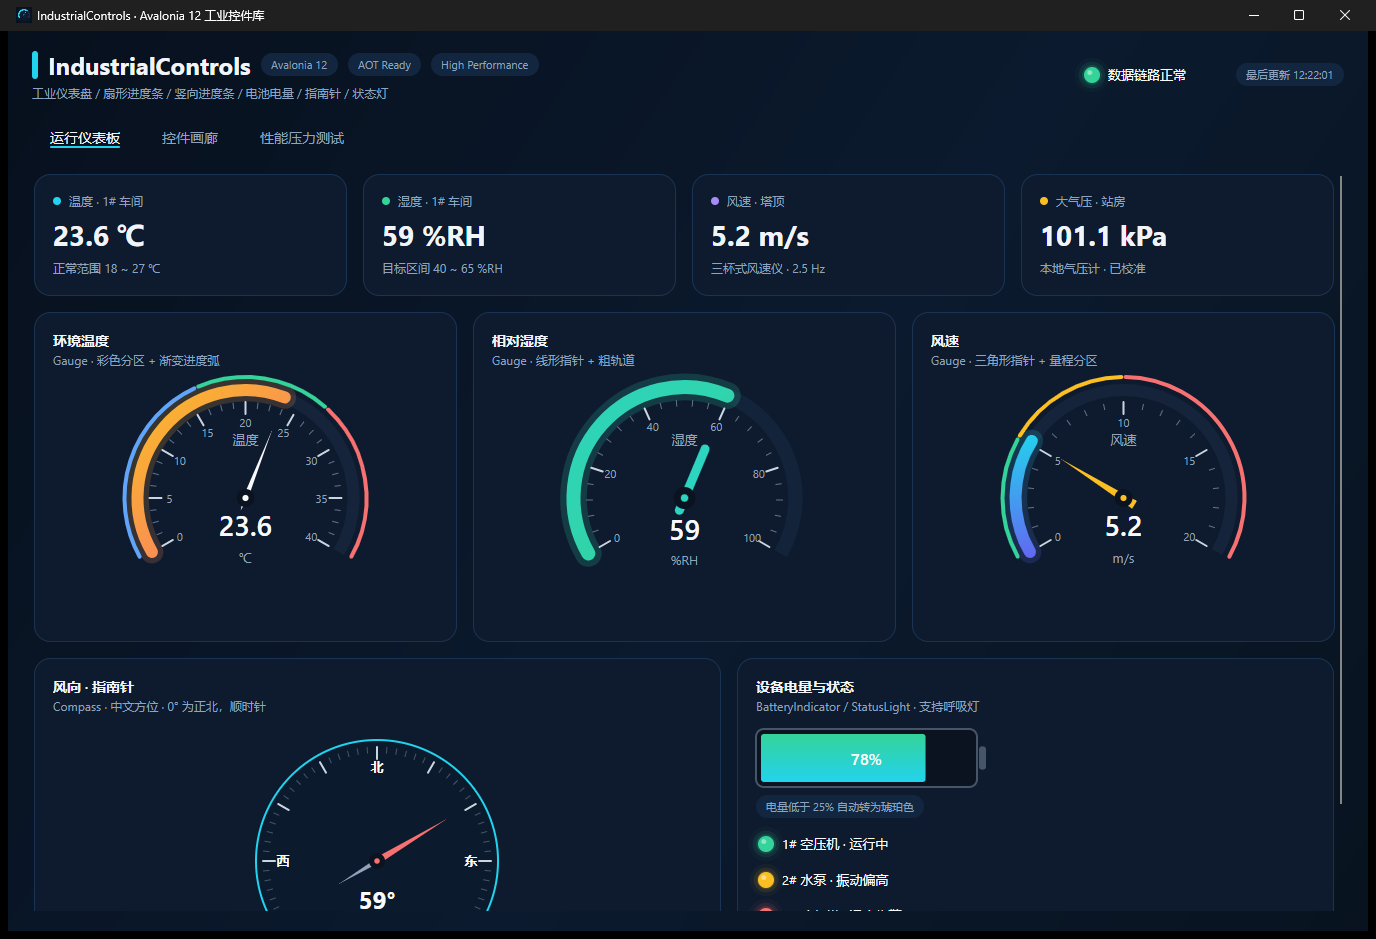 IndustrialControls · Avalonia 12 工业控件库
IndustrialControls
Avalonia 12
AOT Ready
High Performance
工业仪表盘 / 扇形进度条 / 竖向进度条 / 电池电量 / 指南针 / 状态灯
数据链路正常
最后更新 12:22:01
运行仪表板
控件画廊
性能压力测试
温度 · 1# 车间
23.6 ℃
正常范围 18 ~ 27 ℃
湿度 · 1# 车间
59 %RH
目标区间 40 ~ 65 %RH
风速 · 塔顶
5.2 m/s
三杯式风速仪 · 2.5 Hz
大气压 · 站房
101.1 kPa
本地气压计 · 已校准
环境温度
Gauge · 彩色分区 + 渐变进度弧
0
5
10
15
20
25
30
35
40
温度
23.6
℃
相对湿度
Gauge · 线形指针 + 粗轨道
0
20
40
60
80
100
湿度
59
%RH
风速
Gauge · 三角形指针 + 量程分区
0
5
10
15
20
风速
5.2
m/s
风向 · 指南针
Compass · 中文方位 · 0° 为正北，顺时针
北
西
东
59°
设备电量与状态
BatteryIndicator / StatusLight · 支持呼吸灯
78%
电量低于 25% 自动转为琥珀色
1# 空压机 · 运行中
2# 水泵 · 振动偏高